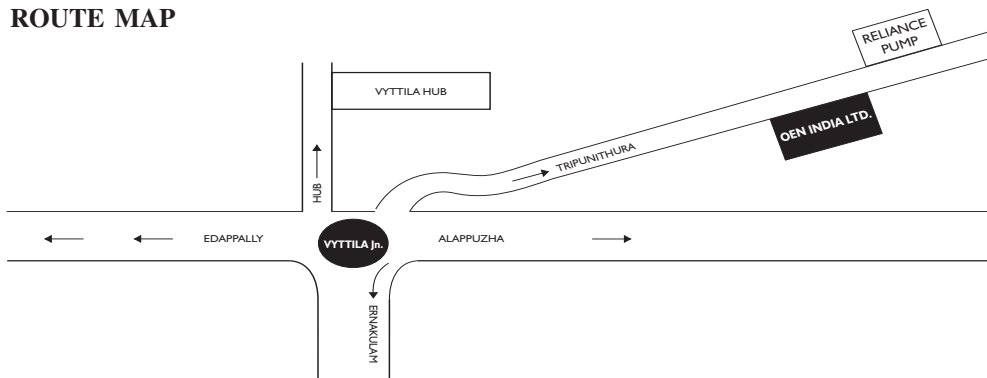 ROUTE MAP
RELIANCE
PUMP
VYTTILA HUB
OEN INDIA LTD.
TRIPUNITHURA
HUB
EDAPPALLY
VYTTILA Jn.
ALAPPUZHA
ERNAKULAM